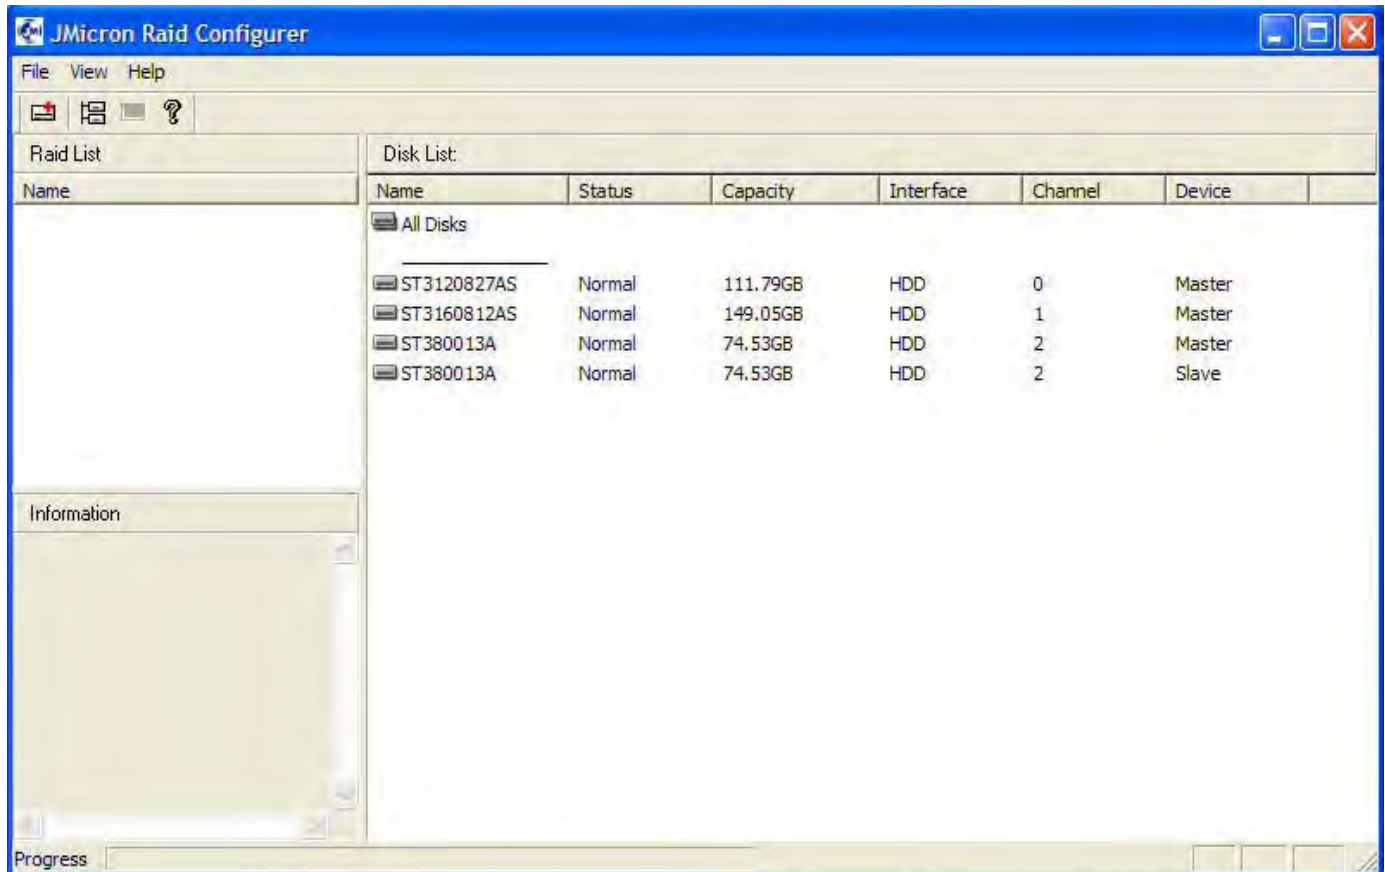 JMicron Raid Configurer
File View Help
Raid List
Name
Disk List:
Name Status Capacity Interface Channel Device
All Disks
ST3120827AS Normal 111.79GB HDD 0 Master
ST3160812AS Normal 149.05GB HDD 1 Master
ST380013A Normal 74.53GB HDD 2 Master
ST380013A Normal 74.53GB HDD 2 Slave
Information
Progress